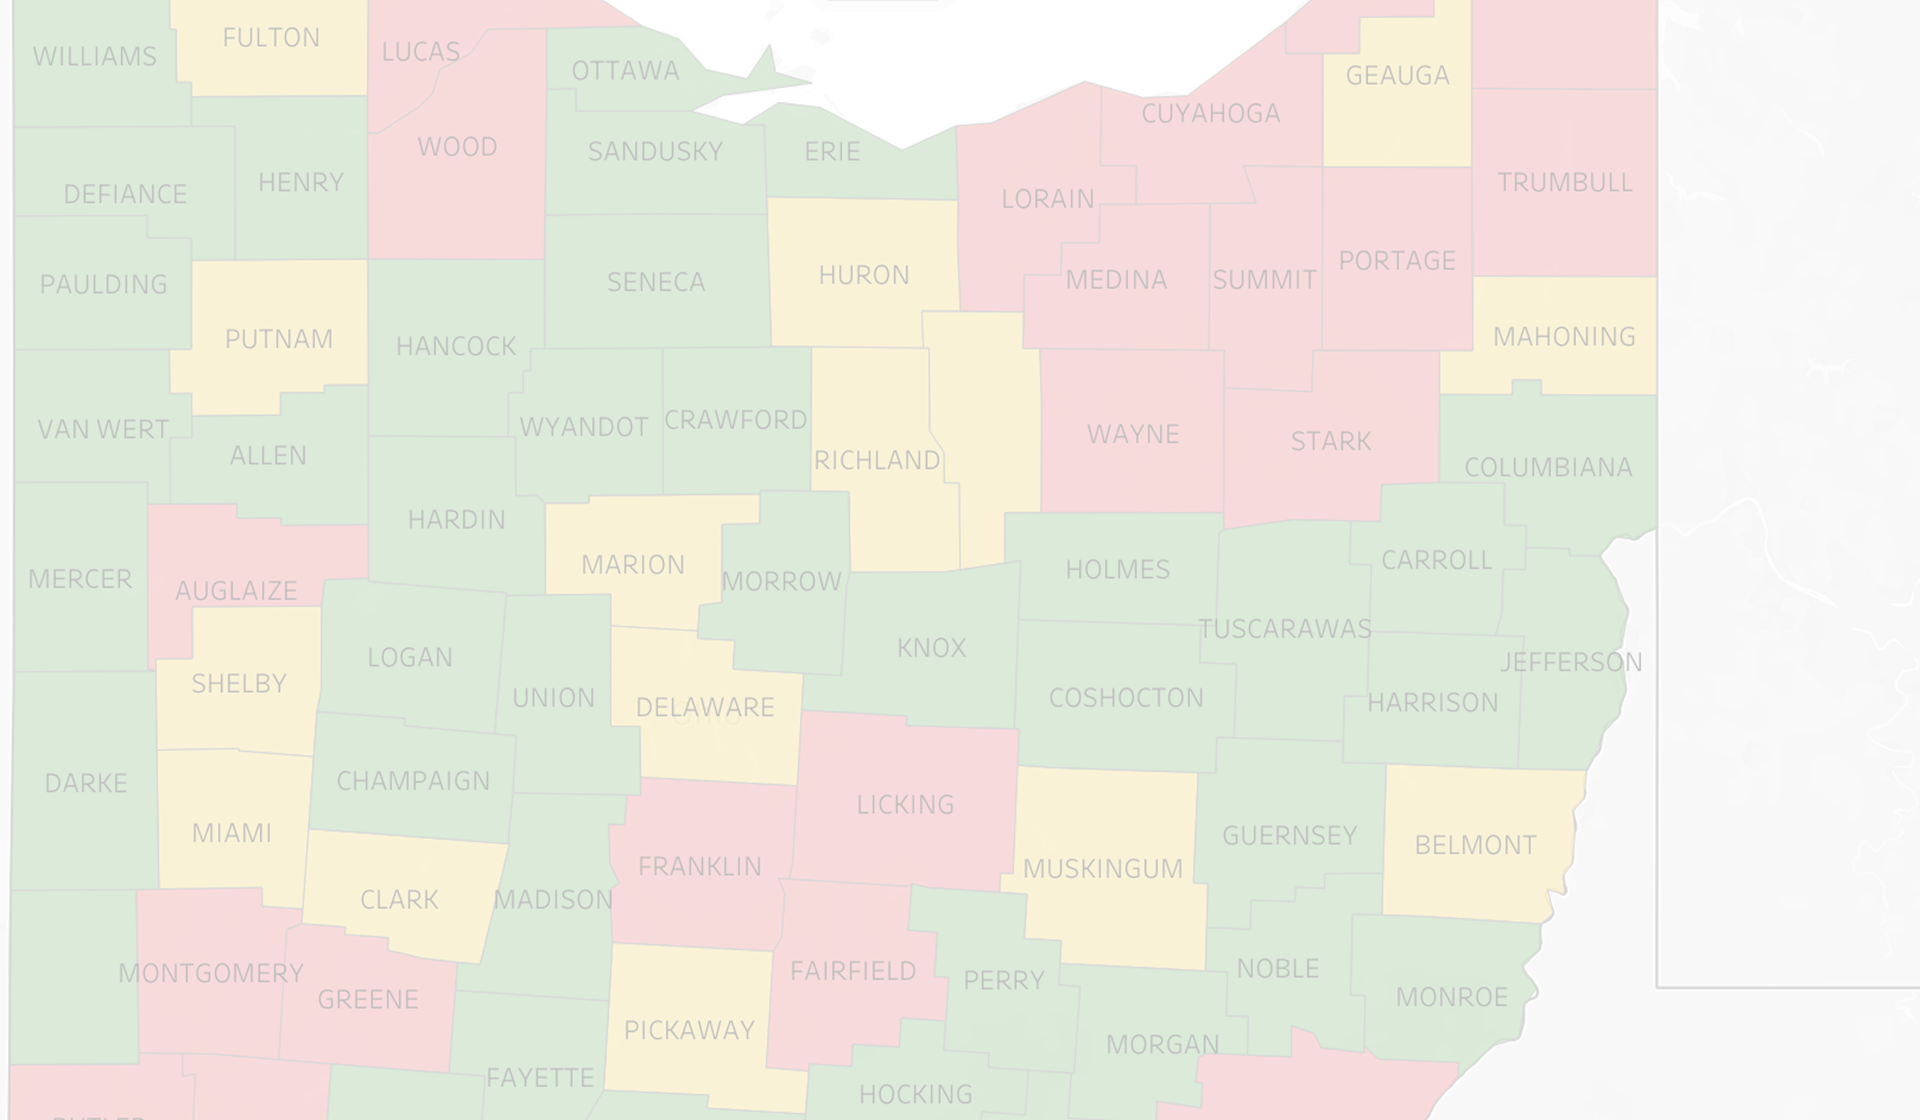 FULTON
WILLIAMS
LUCAS
OTTAWA
GEAUGA
CUYAHOGA
WOOD
SANDUSKY
ERIE
HENRY
TRUMBULL
DEFIANCE
LORAIN
PORTAGE
HURON
MEDINA
SUMMIT
SENECA
PAULDING
PUTNAM
MAHONING
HANCOCK
CRAWFORD
WYANDOT
VAN WERT
WAYNE
STARK
ALLEN
RICHLAND
COLUMBIANA
HARDIN
CARROLL
MARION
HOLMES
MERCER
MORROW
AUGLAIZE
TUSCARAWAS
KNOX
LOGAN
JEFFERSON
SHELBY
UNION
COSHOCTON
HARRISON
DELAWARE
CHAMPAIGN
DARKE
LICKING
MIAMI
GUERNSEY
BELMONT
FRANKLIN
MUSKINGUM
CLARK
MADISON
NOBLE
FAIRFIELD
MONTGOMERY
PERRY
MONROE
GREENE
PICKAWAY
MORGAN
FAYETTE
HOCKING